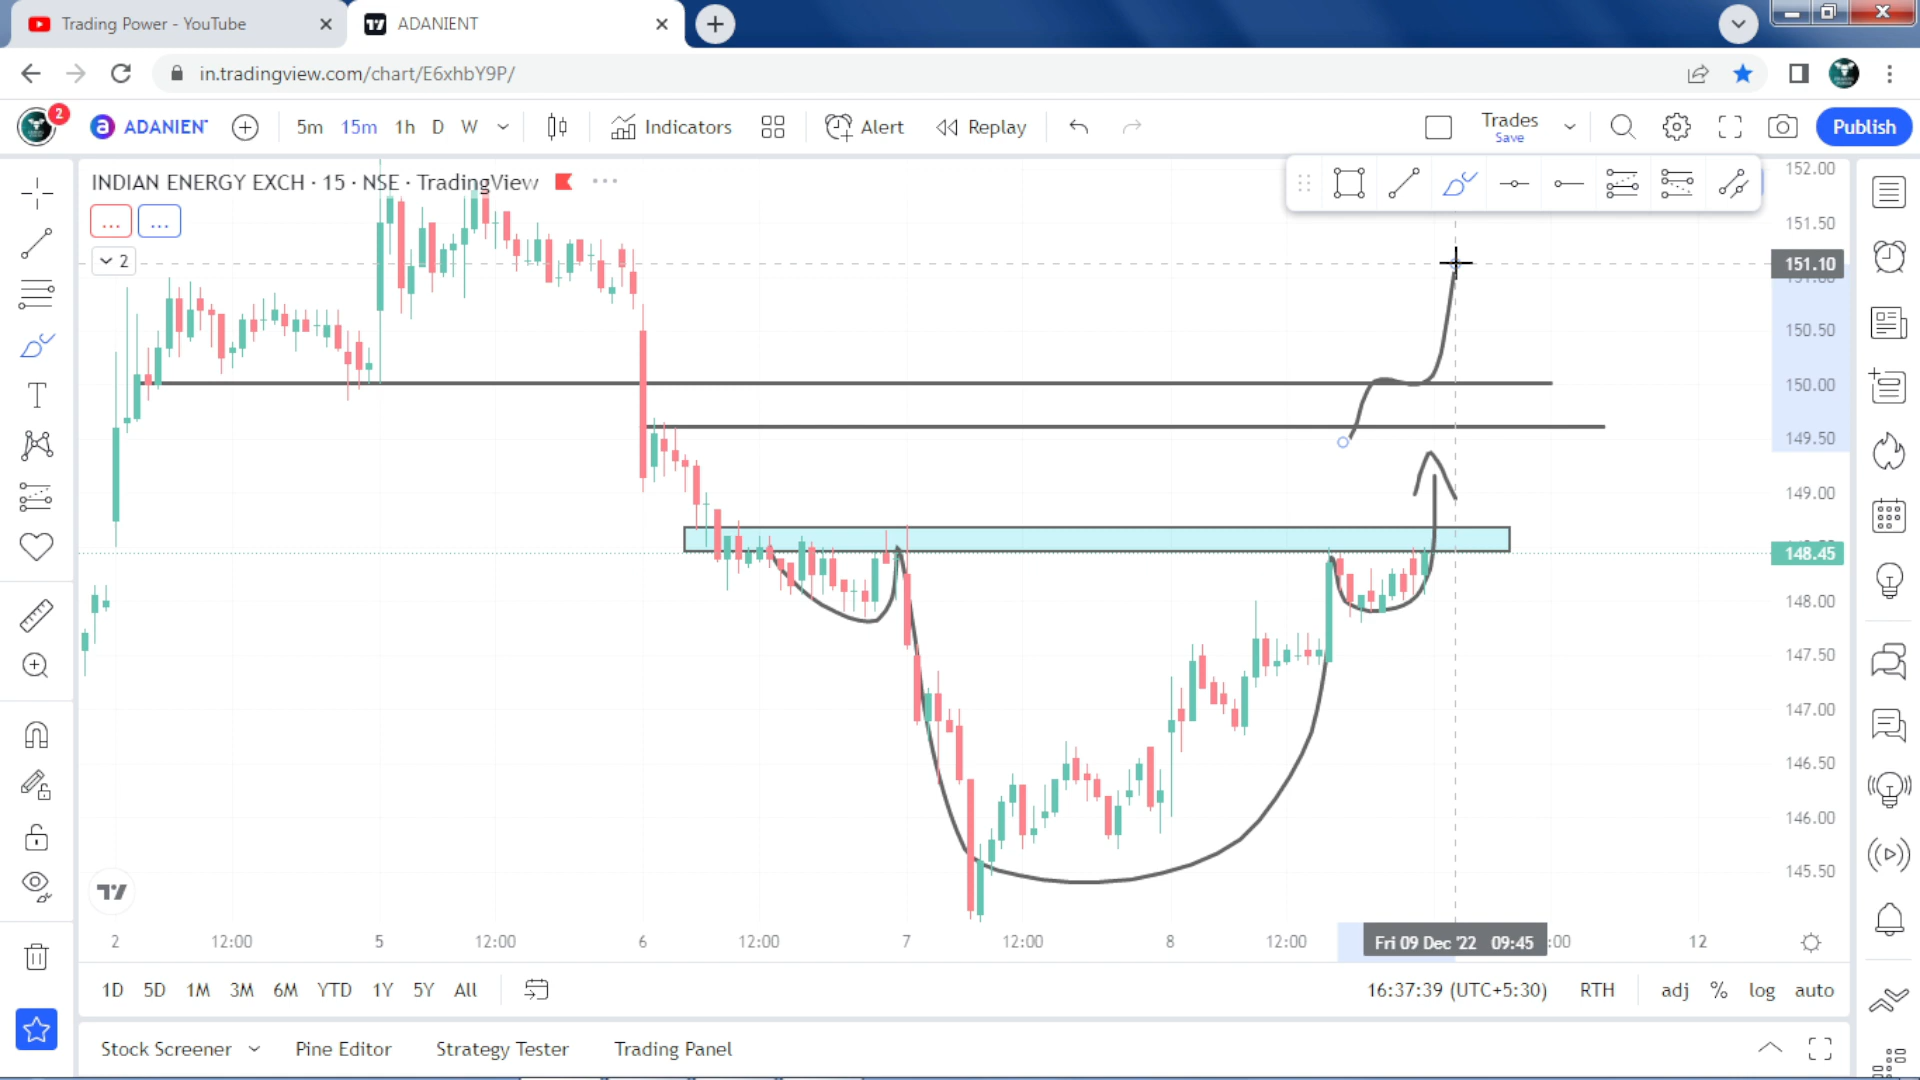 Trading Power - YouTube
ADANIENT
in.tradingview.com/chart/E6xhbY9P/
2
ADANIENT
5m 15m 1h D W
Indicators
Alert
Replay
Trades
Save
Publish
INDIAN ENERGY EXCH · 15 · NSE · TradingView
2
152.00
151.50
151.10
150.50
150.00
149.50
149.00
148.45
148.00
147.50
147.00
146.50
146.00
145.50
2 12:00 5 12:00 6 12:00 7 12:00 8 12:00 Fri 09 Dec '22 09:45 :00 12
1D 5D 1M 3M 6M YTD 1Y 5Y All
16:37:39 (UTC+5:30) RTH adj % log auto
Stock Screener Pine Editor Strategy Tester Trading Panel